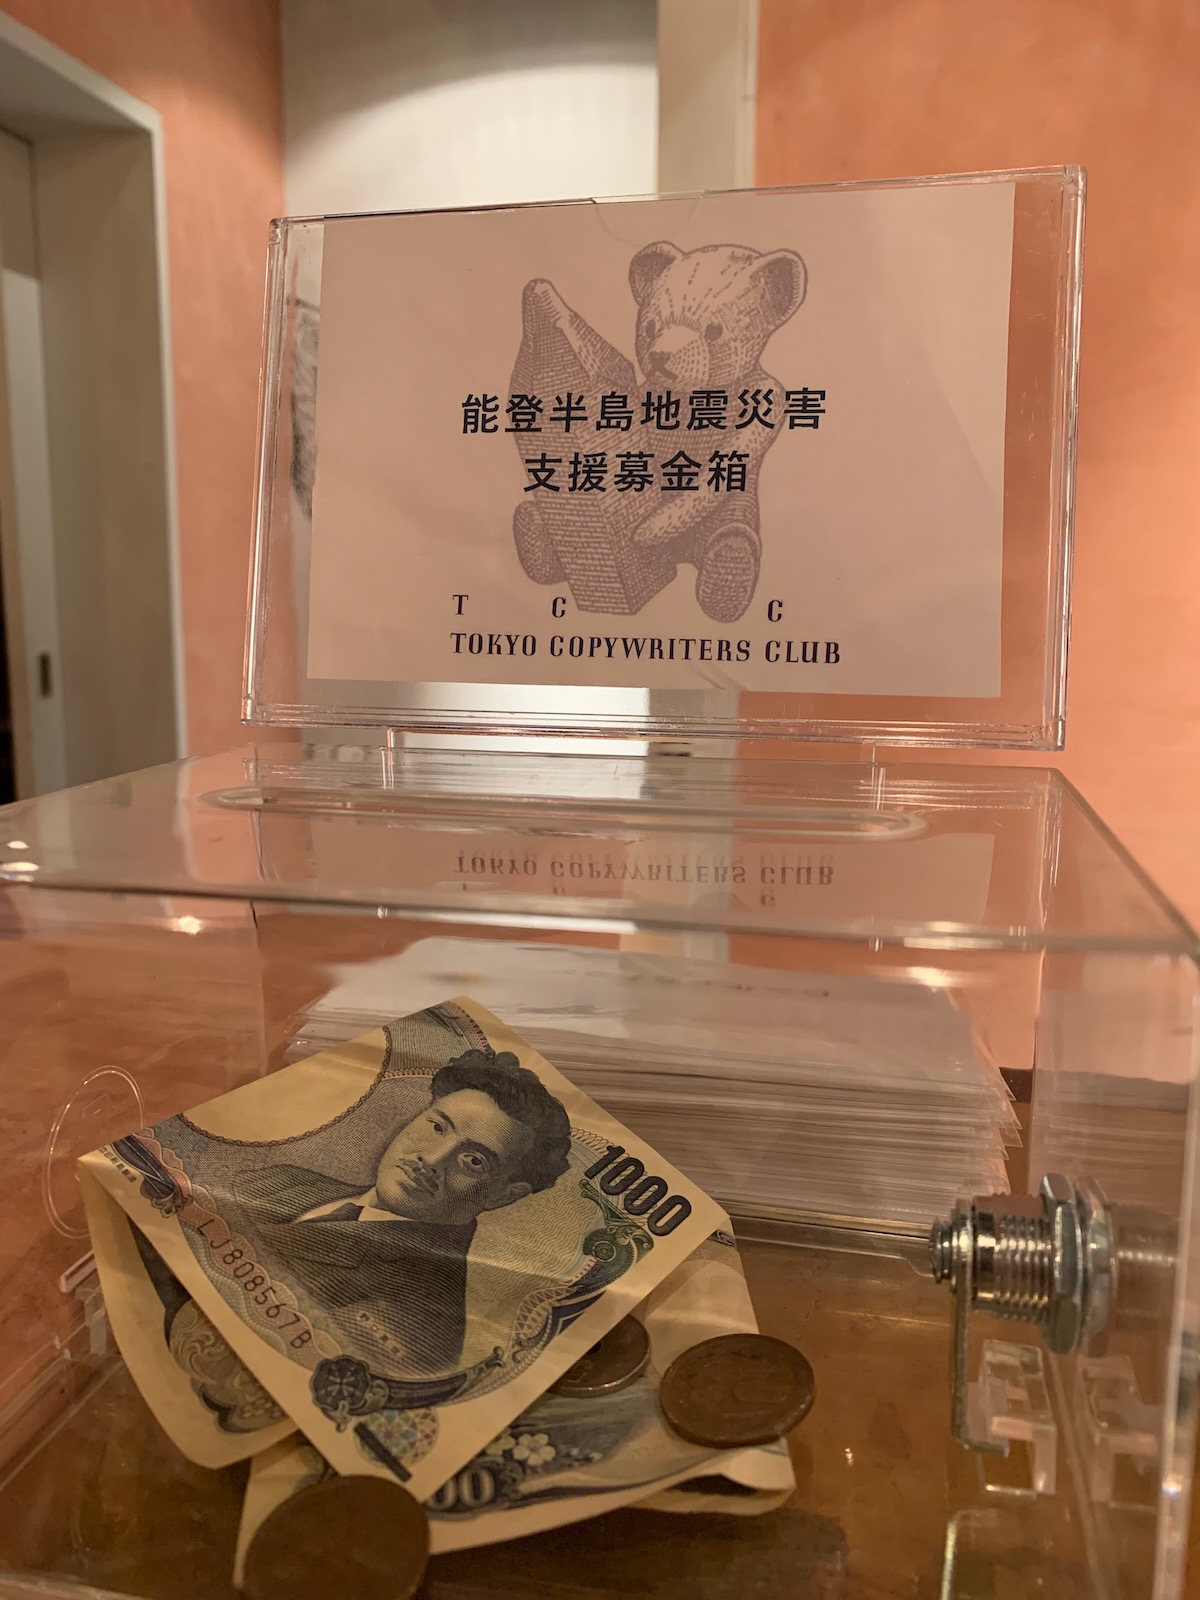 能登半島地震災害
支援募金箱
T C C
TOKYO COPYWRITERS CLUB
1000
LJ808567B